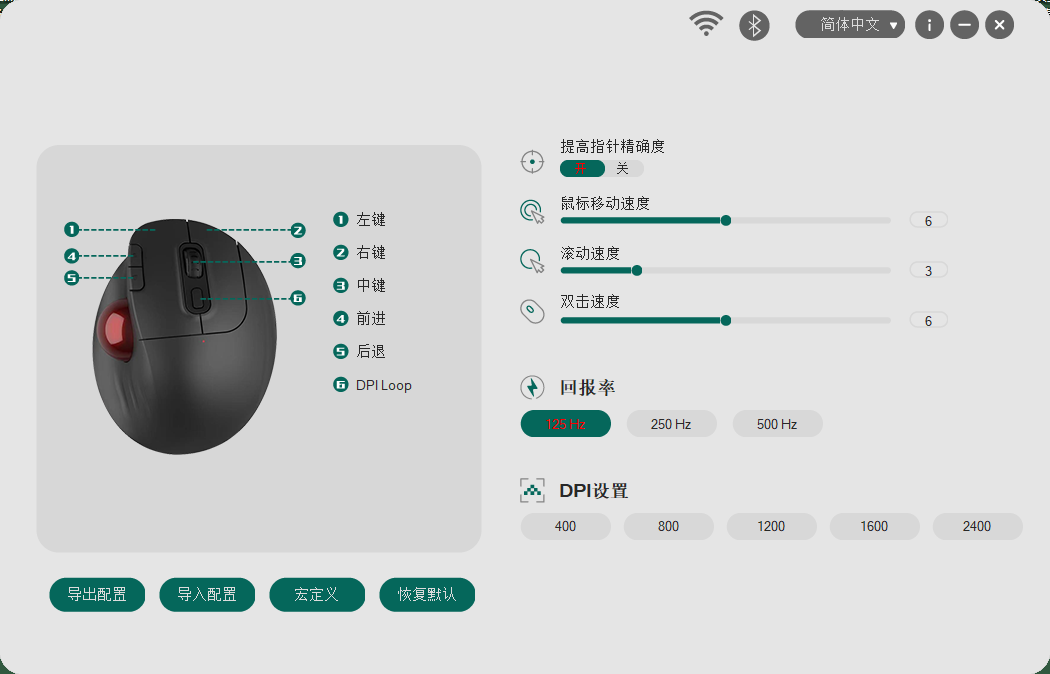 简体中文
1
2
3
4
5
6
1 左键
2 右键
3 中键
4 前进
5 后退
6 DPI Loop
导出配置
导入配置
宏定义
恢复默认
提高指针精确度
开 关
鼠标移动速度
6
滚动速度
3
双击速度
6
回报率
125 Hz 250 Hz 500 Hz
DPI设置
400 800 1200 1600 2400